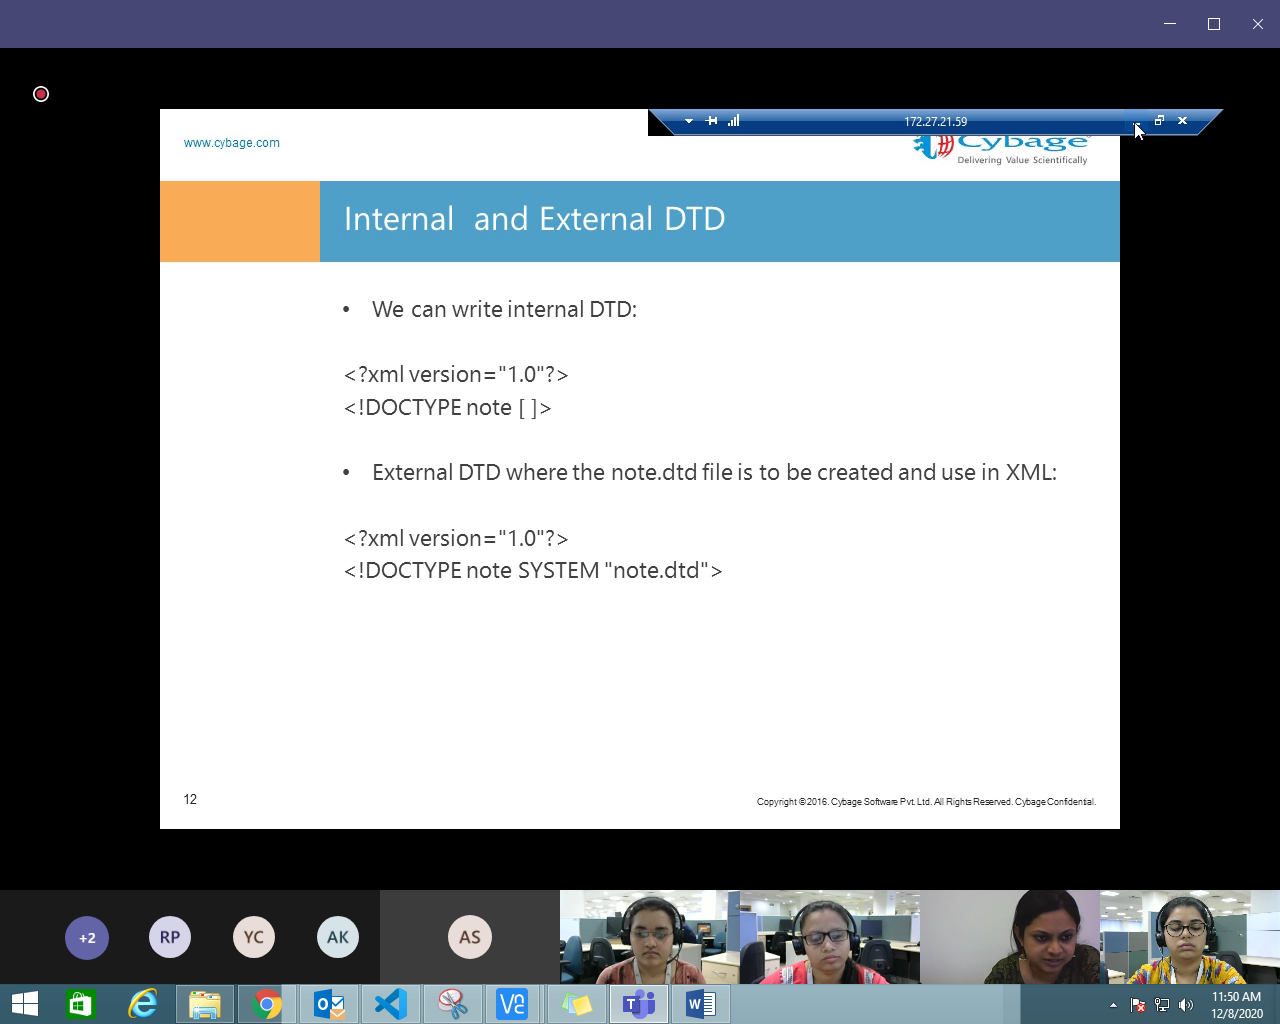 172.27.21.59
www.cybage.com
Cybage
Delivering Value Scientifically
Internal and External DTD
• We can write internal DTD:
<?xml version="1.0"?>
<!DOCTYPE note [ ]>
• External DTD where the note.dtd file is to be created and use in XML:
<?xml version="1.0"?>
<!DOCTYPE note SYSTEM "note.dtd">
12
Copyright © 2016. Cybage Software Pvt. Ltd. All Rights Reserved. Cybage Confidential.
+2
RP
YC
AK
AS
11:50 AM
12/8/2020